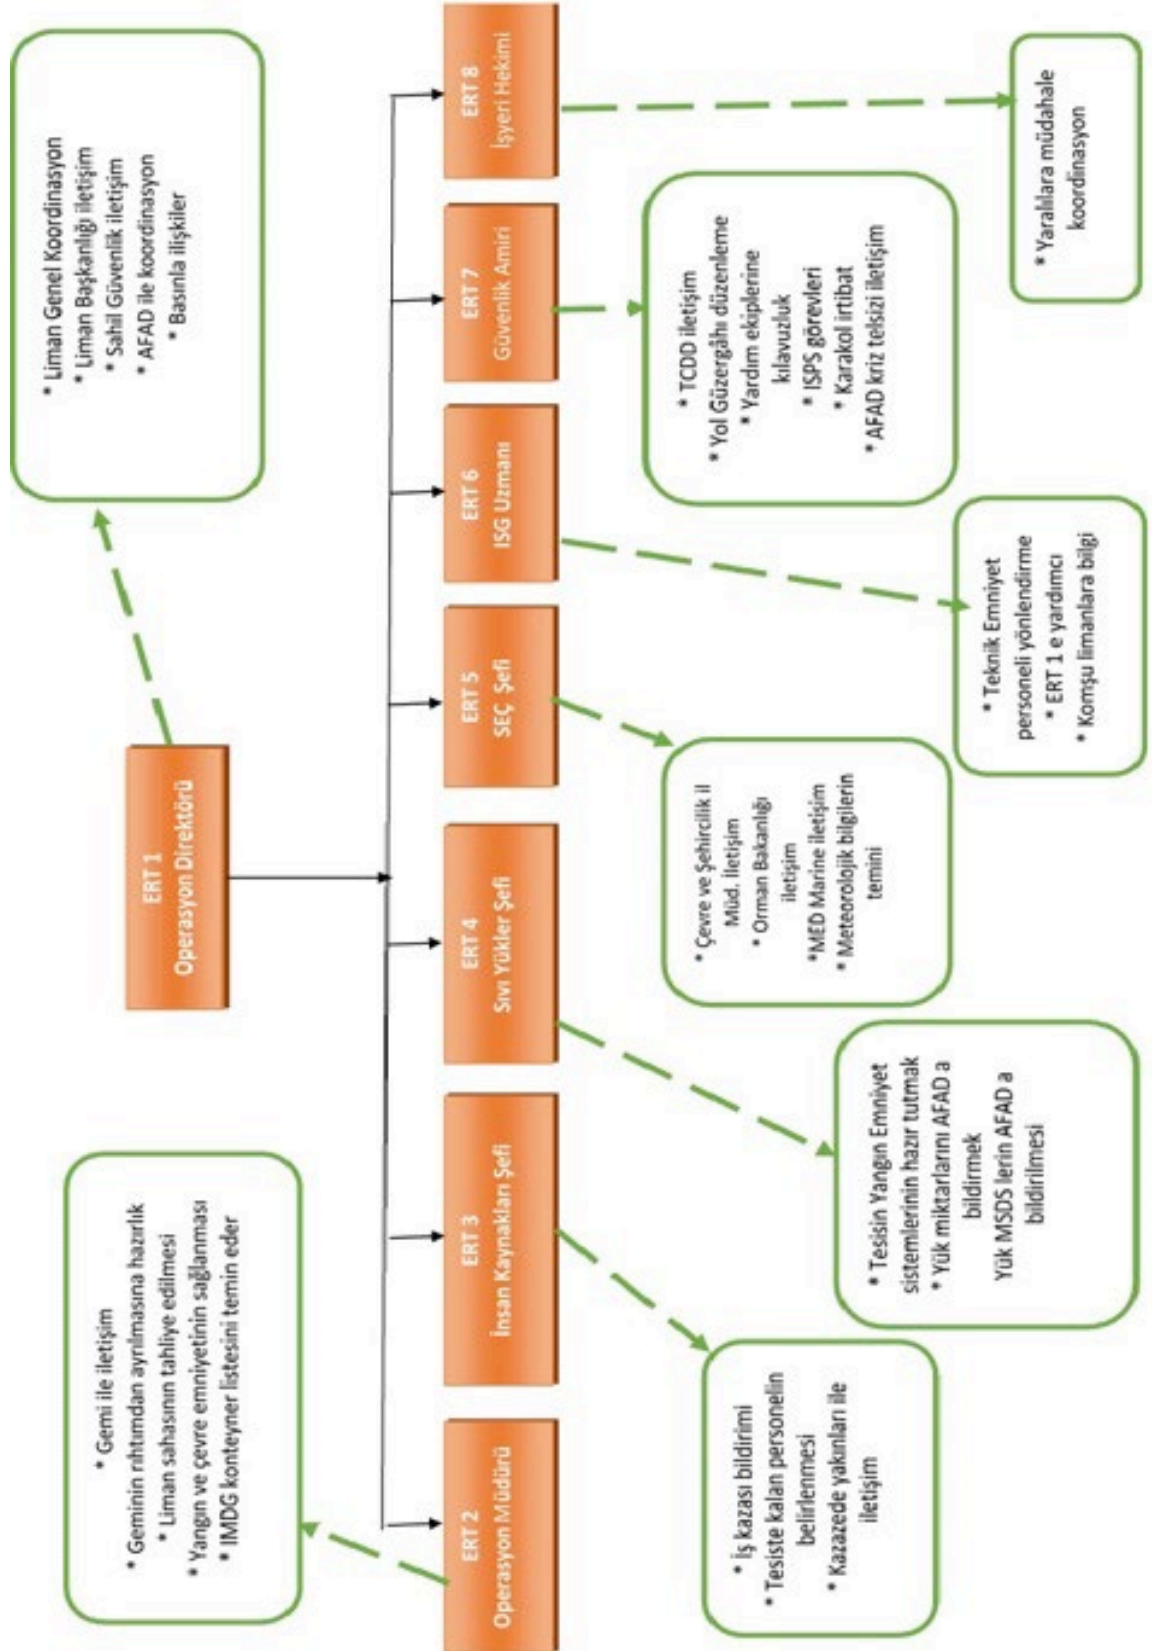 * Gemi ile iletişim
* Geminin rıhtımdan ayrılmasına hazırlık
* Liman sahasının tahliye edilmesi
* Yangın ve çevre emniyetinin sağlanması
* IMDG konteyner listesini temin eder
ERT 1
Operasyon Direktörü
* Liman Genel Koordinasyon
* Liman Başkanlığı iletişim
* Sahil Güvenlik iletişim
* AFAD ile koordinasyon
* Basınla ilişkiler
ERT 2
Operasyon Müdürü
ERT 3
İnsan Kaynakları Şefi
ERT 4
Sıvı Yükler Şefi
ERT 5
SEÇ Şefi
ERT 6
ISG Uzmanı
ERT 7
Güvenlik Amiri
ERT 8
İşyeri Hekimi
* İş kazası bildirimi
* Tesiste kalan personelin
belirlenmesi
* Kazazede yakınları ile
iletişim
* Tesisin Yangın Emniyet
sistemlerinin hazır tutmak
* Yük miktarlarını AFAD a
bildirmek
Yük MSDS lerin AFAD a
bildirilmesi
* Çevre ve Şehircilik il
Müd. İletişim
* Orman Bakanlığı
iletişim
*MED Marine iletişim
* Meteorolojik bilgilerin
temini
* Teknik Emniyet
personeli yönlendirme
* ERT 1 e yardımcı
* Komşu limanlara bilgi
* TCDD iletişim
* Yol Güzergâhı düzenleme
* Yardım ekiplerine
kılavuzluk
* ISPS görevleri
* Karakol irtibat
* AFAD kriz telsizi iletişim
* Yaralılara müdahale
koordinasyon